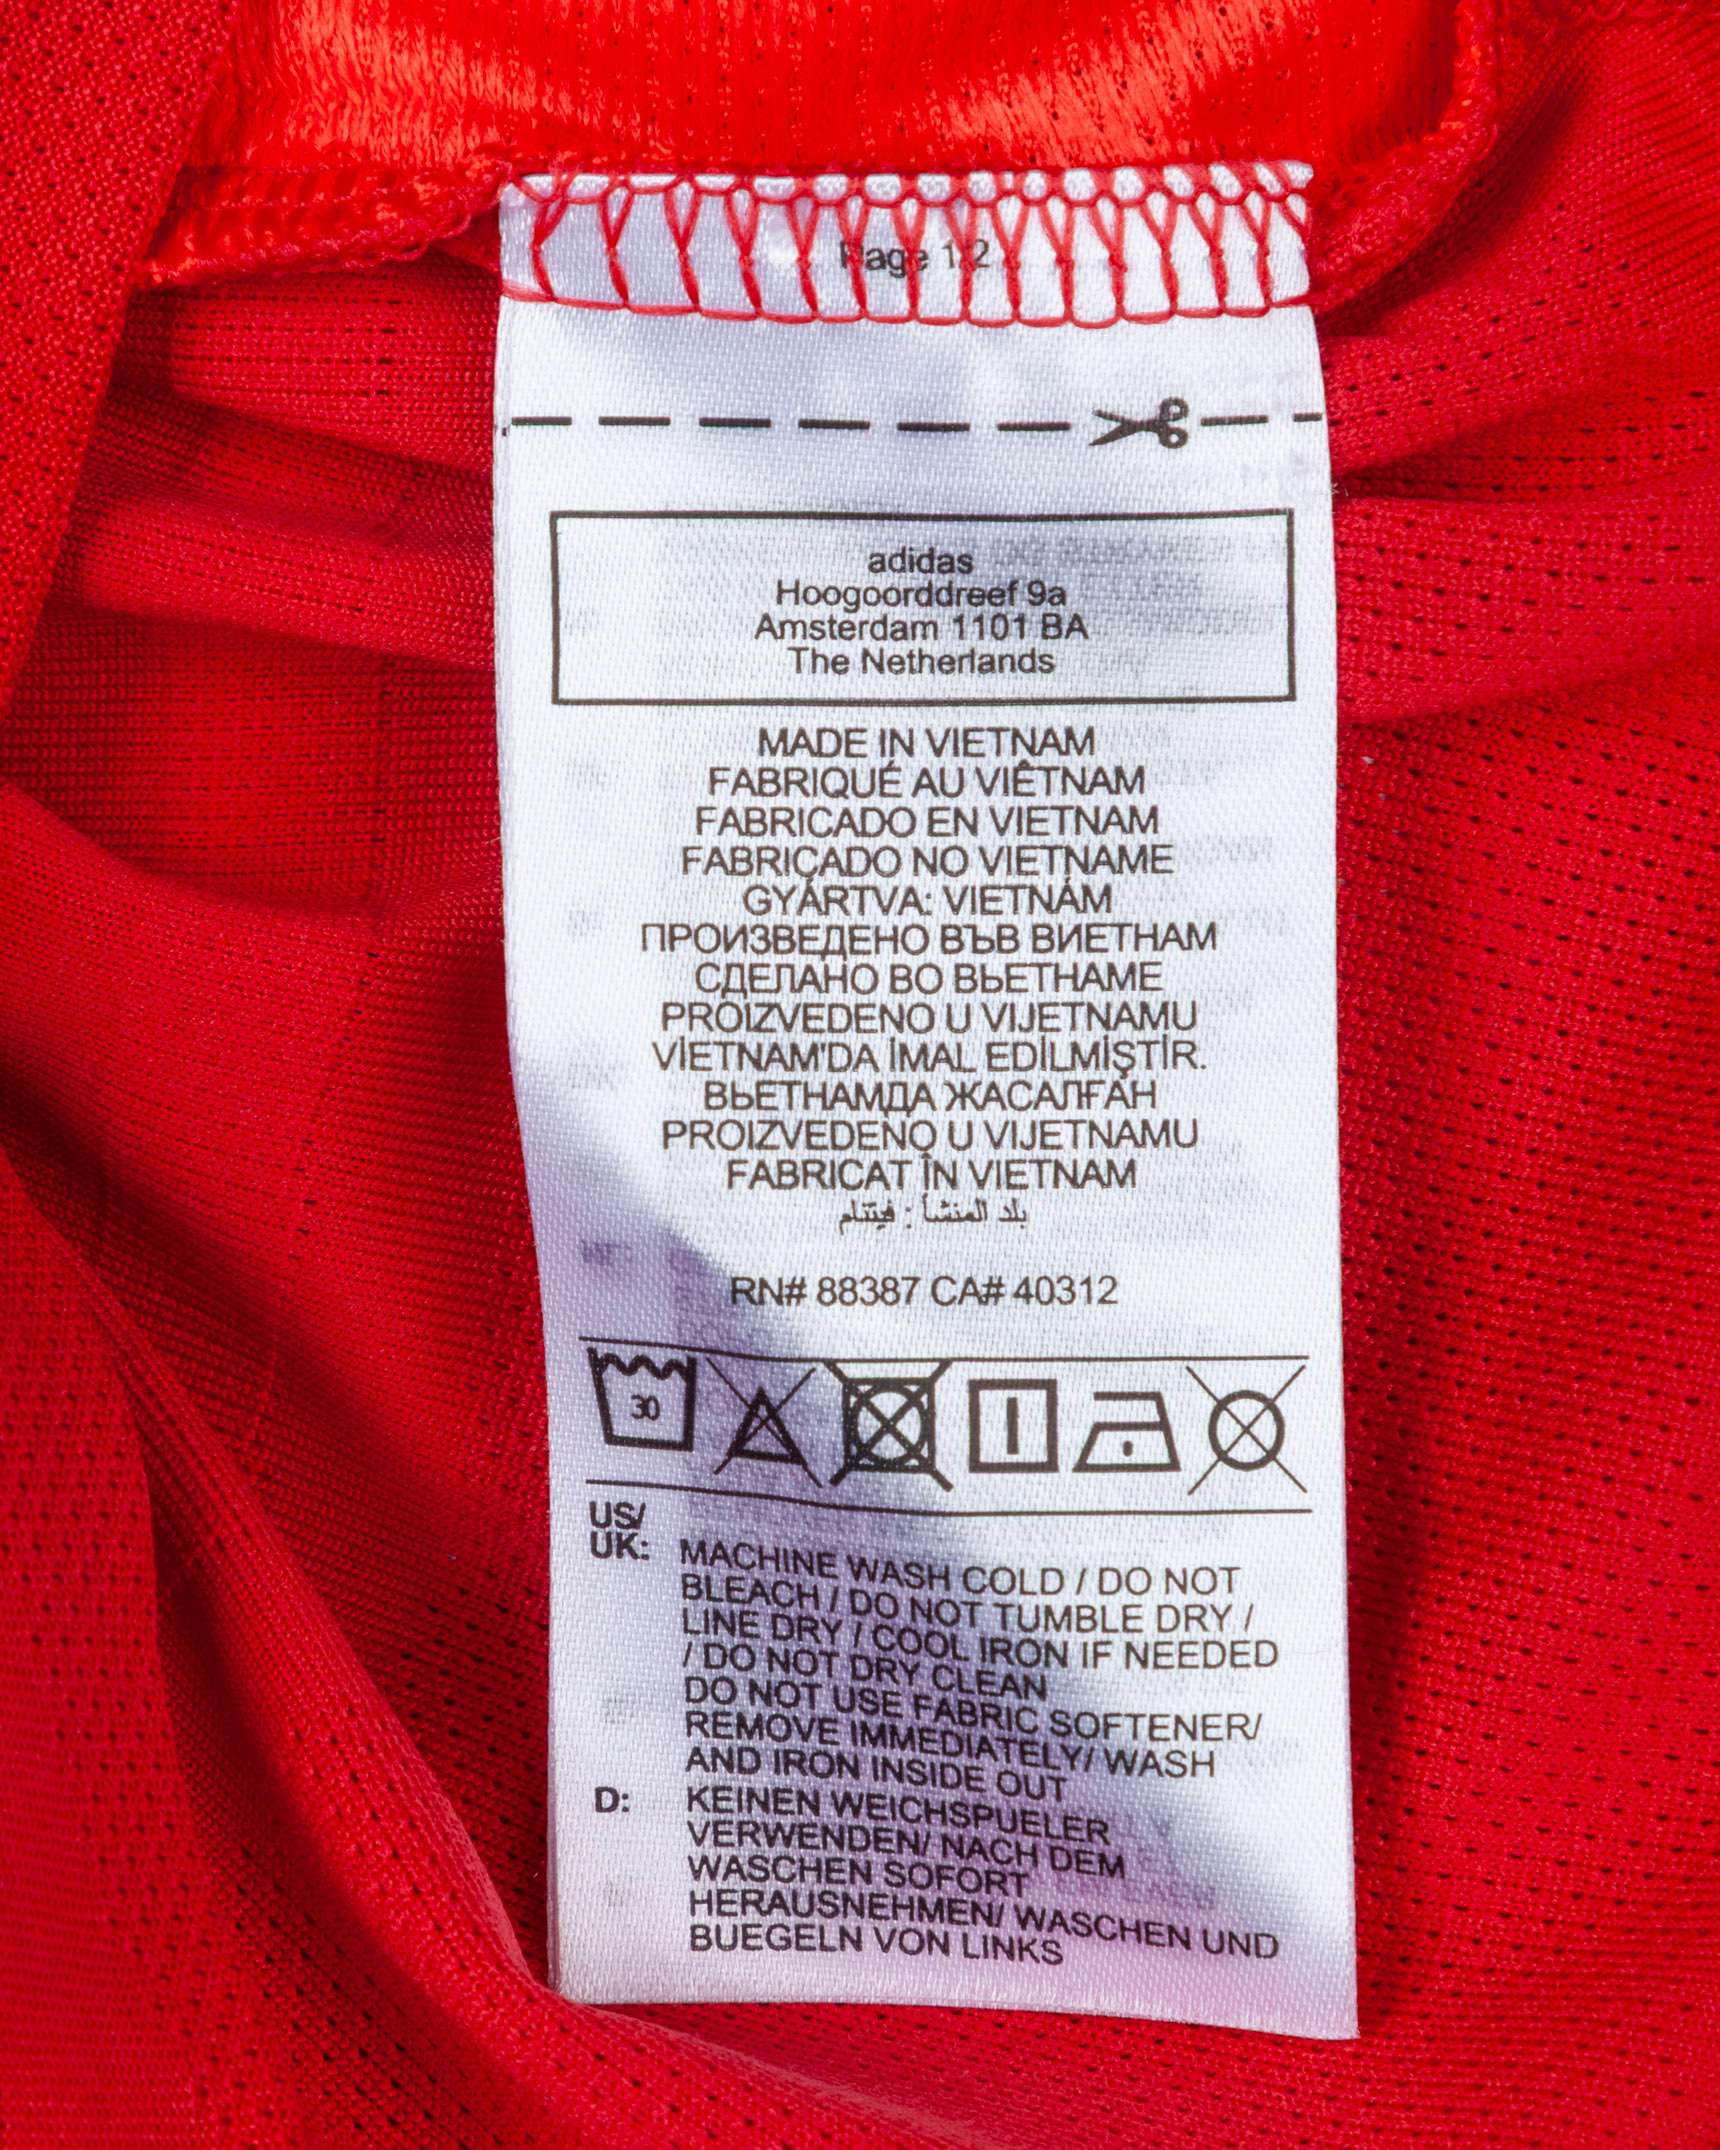 Page 1/2
adidas
Hoogoorddreef 9a
Amsterdam 1101 BA
The Netherlands
MADE IN VIETNAM
FABRIQUÉ AU VIÊTNAM
FABRICADO EN VIETNAM
FABRIÇADO NO VIETNAME
GYÁRTVA: VIETNÁM
ПРОИЗВЕДЕНО ВЪВ ВИЕТНАМ
СДЕЛАНО ВО ВЬЕТНАМЕ
PROIZVEDENO U VIJETNAMU
VİETNAM'DA İMAL EDİLMİŞTİR.
ВЬЕТНАМДА ЖАСАЛҒАН
PROIZVEDENO U VIJETNAMU
FABRICAT ÎN VIETNAM
بلد المنشأ : فيتنام
RN# 88387 CA# 40312
30
US/
UK: MACHINE WASH COLD / DO NOT
BLEACH / DO NOT TUMBLE DRY /
LINE DRY / COOL IRON IF NEEDED
/ DO NOT DRY CLEAN
DO NOT USE FABRIC SOFTENER/
REMOVE IMMEDIATELY/ WASH
AND IRON INSIDE OUT
D: KEINEN WEICHSPUELER
VERWENDEN/ NACH DEM
WASCHEN SOFORT
HERAUSNEHMEN/ WASCHEN UND
BUEGELN VON LINKS